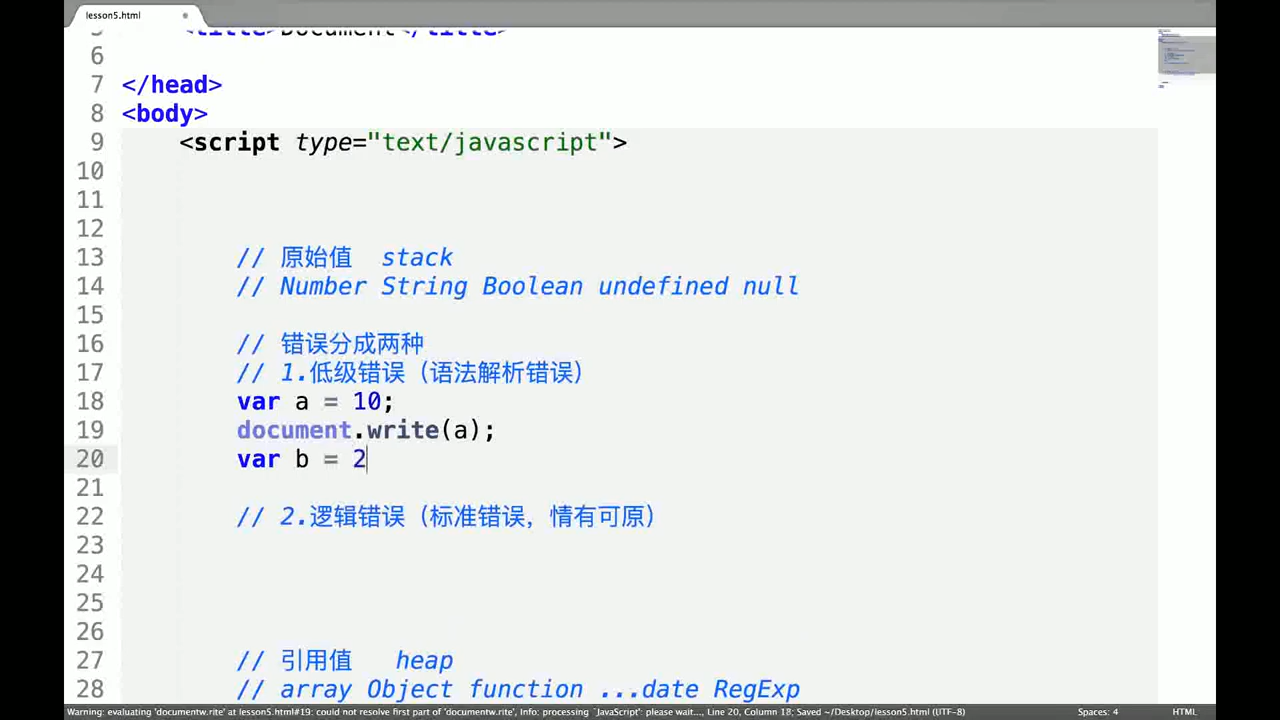 lesson5.html
5 <title>Document</title>
6
7 </head>
8 <body>
9 <script type="text/javascript">
10
11
12
13 // 原始值 stack
14 // Number String Boolean undefined null
15
16 // 错误分成两种
17 // 1.低级错误（语法解析错误）
18 var a = 10;
19 document.write(a);
20 var b = 2
21
22 // 2.逻辑错误（标准错误，情有可原）
23
24
25
26
27 // 引用值 heap
28 // array Object function ...date RegExp
Warning: evaluating 'documentw.rite' at lesson5.html#19: could not resolve first part of 'documentw.rite', Info: processing `JavaScript': please wait..., Line 20, Column 18; Saved ~/Desktop/lesson5.html (UTF-8) Spaces: 4 HTML